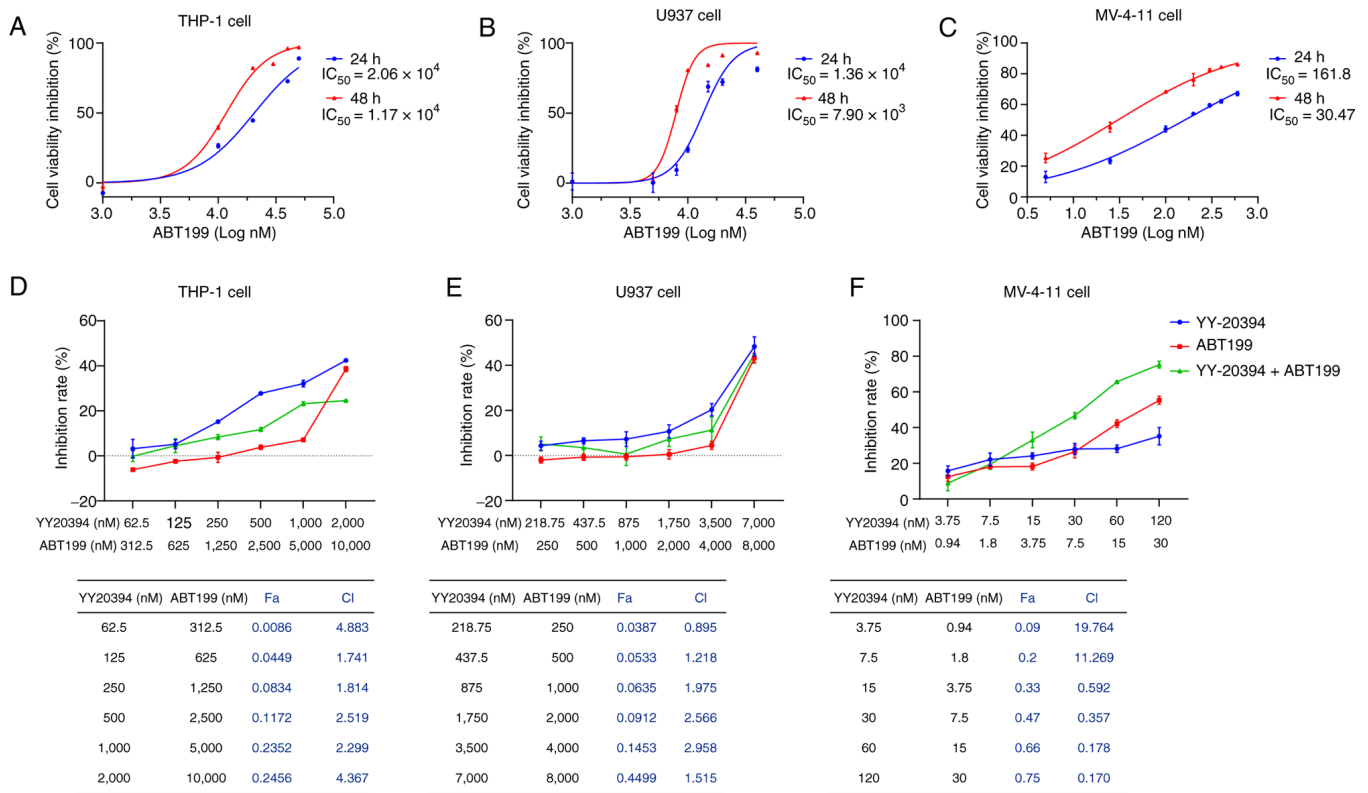 A
THP-1 cell
Cell viability inhibition (%)
100
50
0
3.0 3.5 4.0 4.5 5.0
ABT199 (Log nM)
24 h
IC50 = 2.06 × 10⁴
48 h
IC50 = 1.17 × 10⁴
B
U937 cell
Cell viability inhibition (%)
100
50
0
3.0 3.5 4.0 4.5 5.0
ABT199 (Log nM)
24 h
IC50 = 1.36 × 10⁴
48 h
IC50 = 7.90 × 10³
C
MV-4-11 cell
Cell viability inhibition (%)
100
80
60
40
20
0
0.5 1.0 1.5 2.0 2.5 3.0
ABT199 (Log nM)
24 h
IC50 = 161.8
48 h
IC50 = 30.47
D
THP-1 cell
Inhibition rate (%)
60
40
20
0
−20
YY20394 (nM) 62.5 125 250 500 1,000 2,000
ABT199 (nM) 312.5 625 1,250 2,500 5,000 10,000
E
U937 cell
Inhibition rate (%)
60
40
20
0
−20
YY20394 (nM) 218.75 437.5 875 1,750 3,500 7,000
ABT199 (nM) 250 500 1,000 2,000 4,000 8,000
F
MV-4-11 cell
Inhibition rate (%)
100
80
60
40
20
0
YY20394 (nM) 3.75 7.5 15 30 60 120
ABT199 (nM) 0.94 1.8 3.75 7.5 15 30
YY-20394
ABT199
YY-20394 + ABT199
YY20394 (nM) ABT199 (nM) Fa CI
62.5 312.5 0.0086 4.883
125 625 0.0449 1.741
250 1,250 0.0834 1.814
500 2,500 0.1172 2.519
1,000 5,000 0.2352 2.299
2,000 10,000 0.2456 4.367
YY20394 (nM) ABT199 (nM) Fa CI
218.75 250 0.0387 0.895
437.5 500 0.0533 1.218
875 1,000 0.0635 1.975
1,750 2,000 0.0912 2.566
3,500 4,000 0.1453 2.958
7,000 8,000 0.4499 1.515
YY20394 (nM) ABT199 (nM) Fa CI
3.75 0.94 0.09 19.764
7.5 1.8 0.2 11.269
15 3.75 0.33 0.592
30 7.5 0.47 0.357
60 15 0.66 0.178
120 30 0.75 0.170